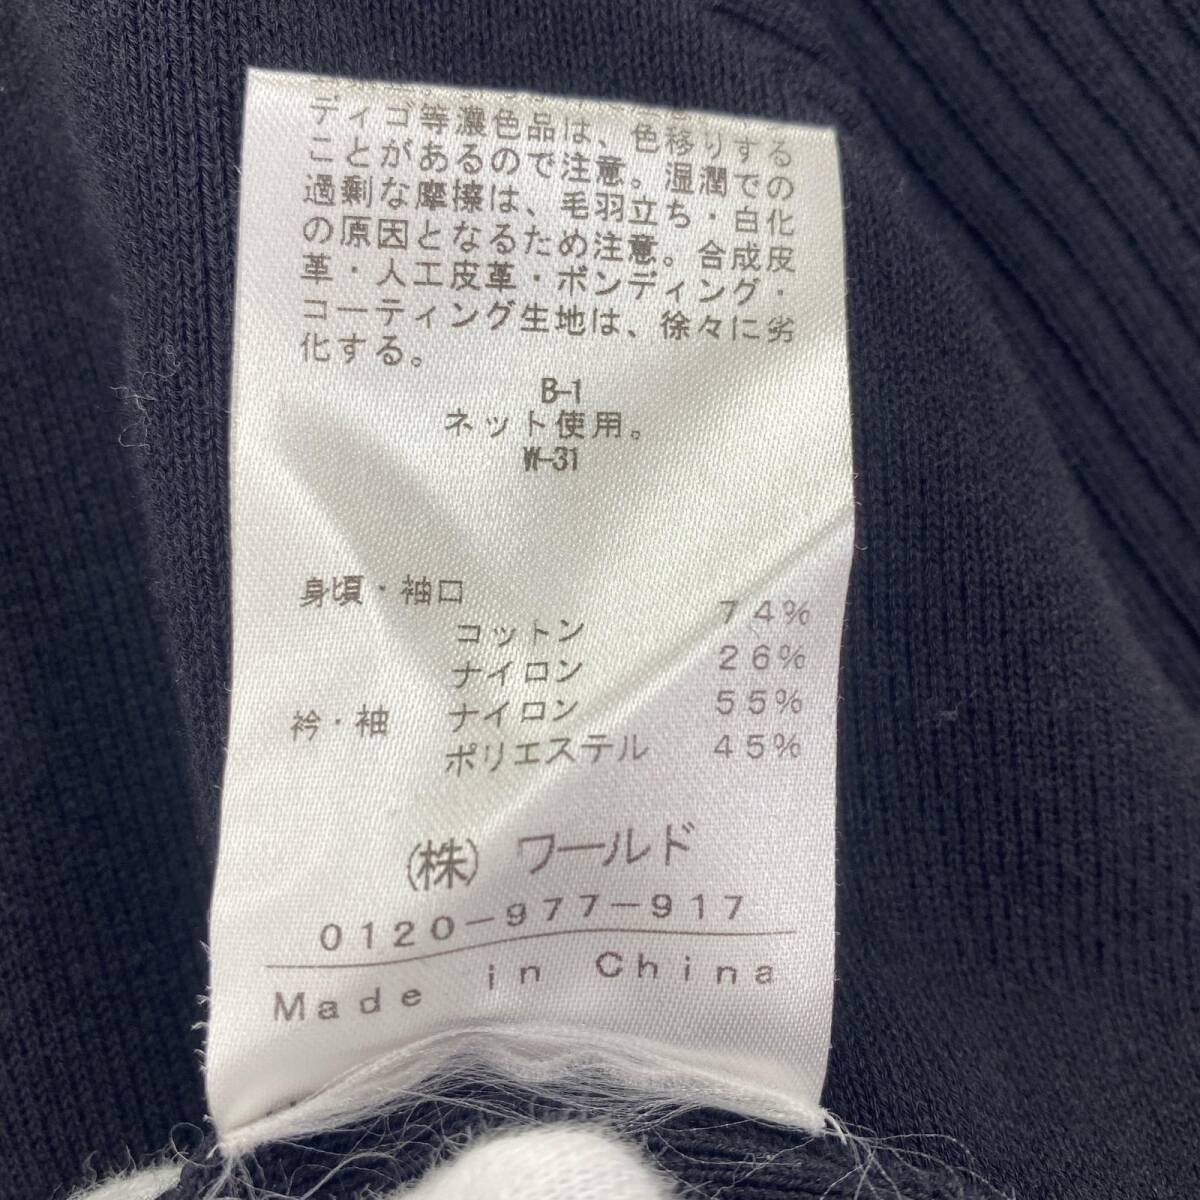 ディゴ等濃色品は、色移りする
ことがあるので注意。湿潤での
過剰な摩擦は、毛羽立ち・白化
の原因となるため注意。合成皮
革・人工皮革・ボンディング・
コーティング生地は、徐々に劣
化する。
B-1
ネット使用。
W-31
身頃・袖口
コットン 74%
ナイロン 26%
衿・袖 ナイロン 55%
ポリエステル 45%
(株)ワールド
0120-977-917
Made in China